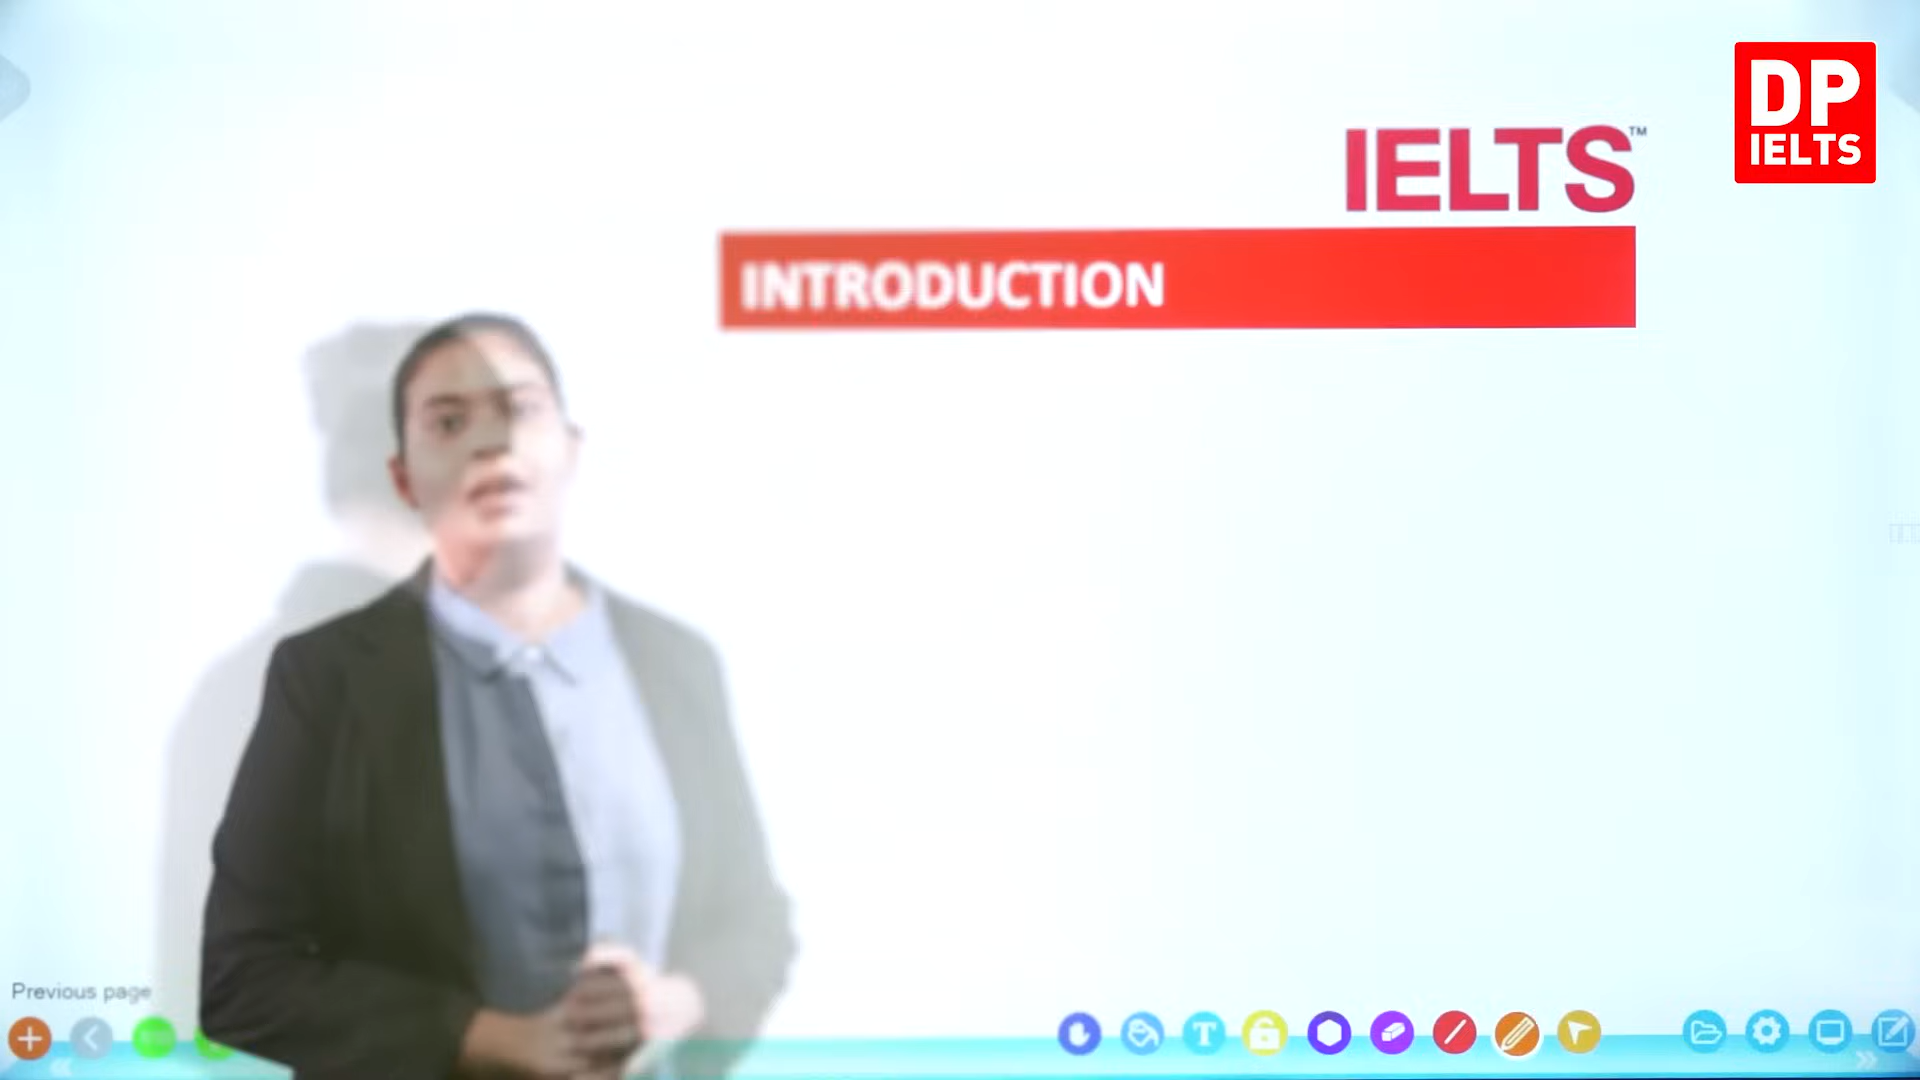 DP
IELTS
IELTS™
INTRODUCTION
Previous page
T